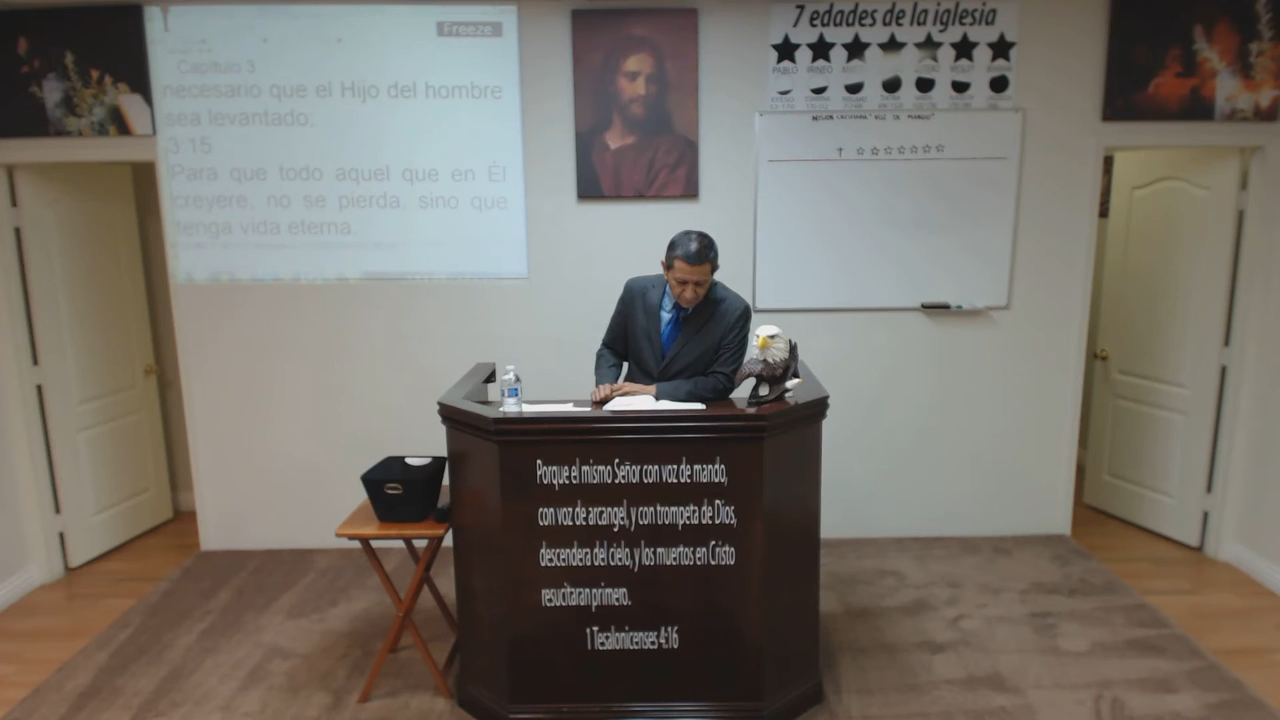 Freeze
Capítulo 3
necesario que el Hijo del hombre
sea levantado;
3:15
Para que todo aquel que en Él
creyere, no se pierda, sino que
tenga vida eterna.
7 edades de la iglesia
PABLO IRINEO
Porque el mismo Señor con voz de mando,
con voz de arcangel, y con trompeta de Dios,
descendera del cielo, y los muertos en Cristo
resucitaran primero.
1 Tesalonicenses 4:16